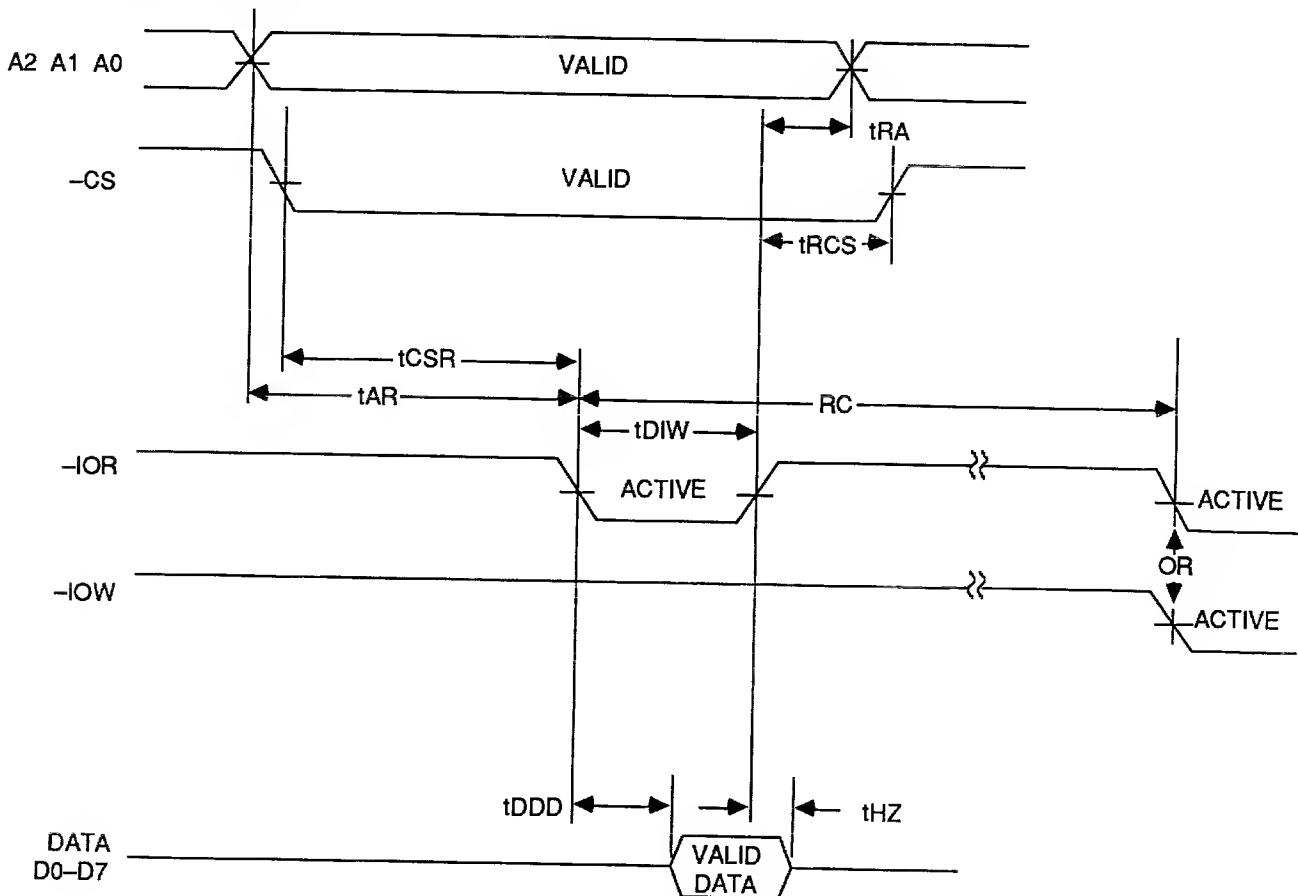 A2 A1 A0
VALID
tRA
–CS
VALID
tRCS
tCSR
tAR
RC
tDIW
–IOR
ACTIVE
ACTIVE
OR
–IOW
ACTIVE
tDDD
tHZ
DATA
D0–D7
VALID
DATA